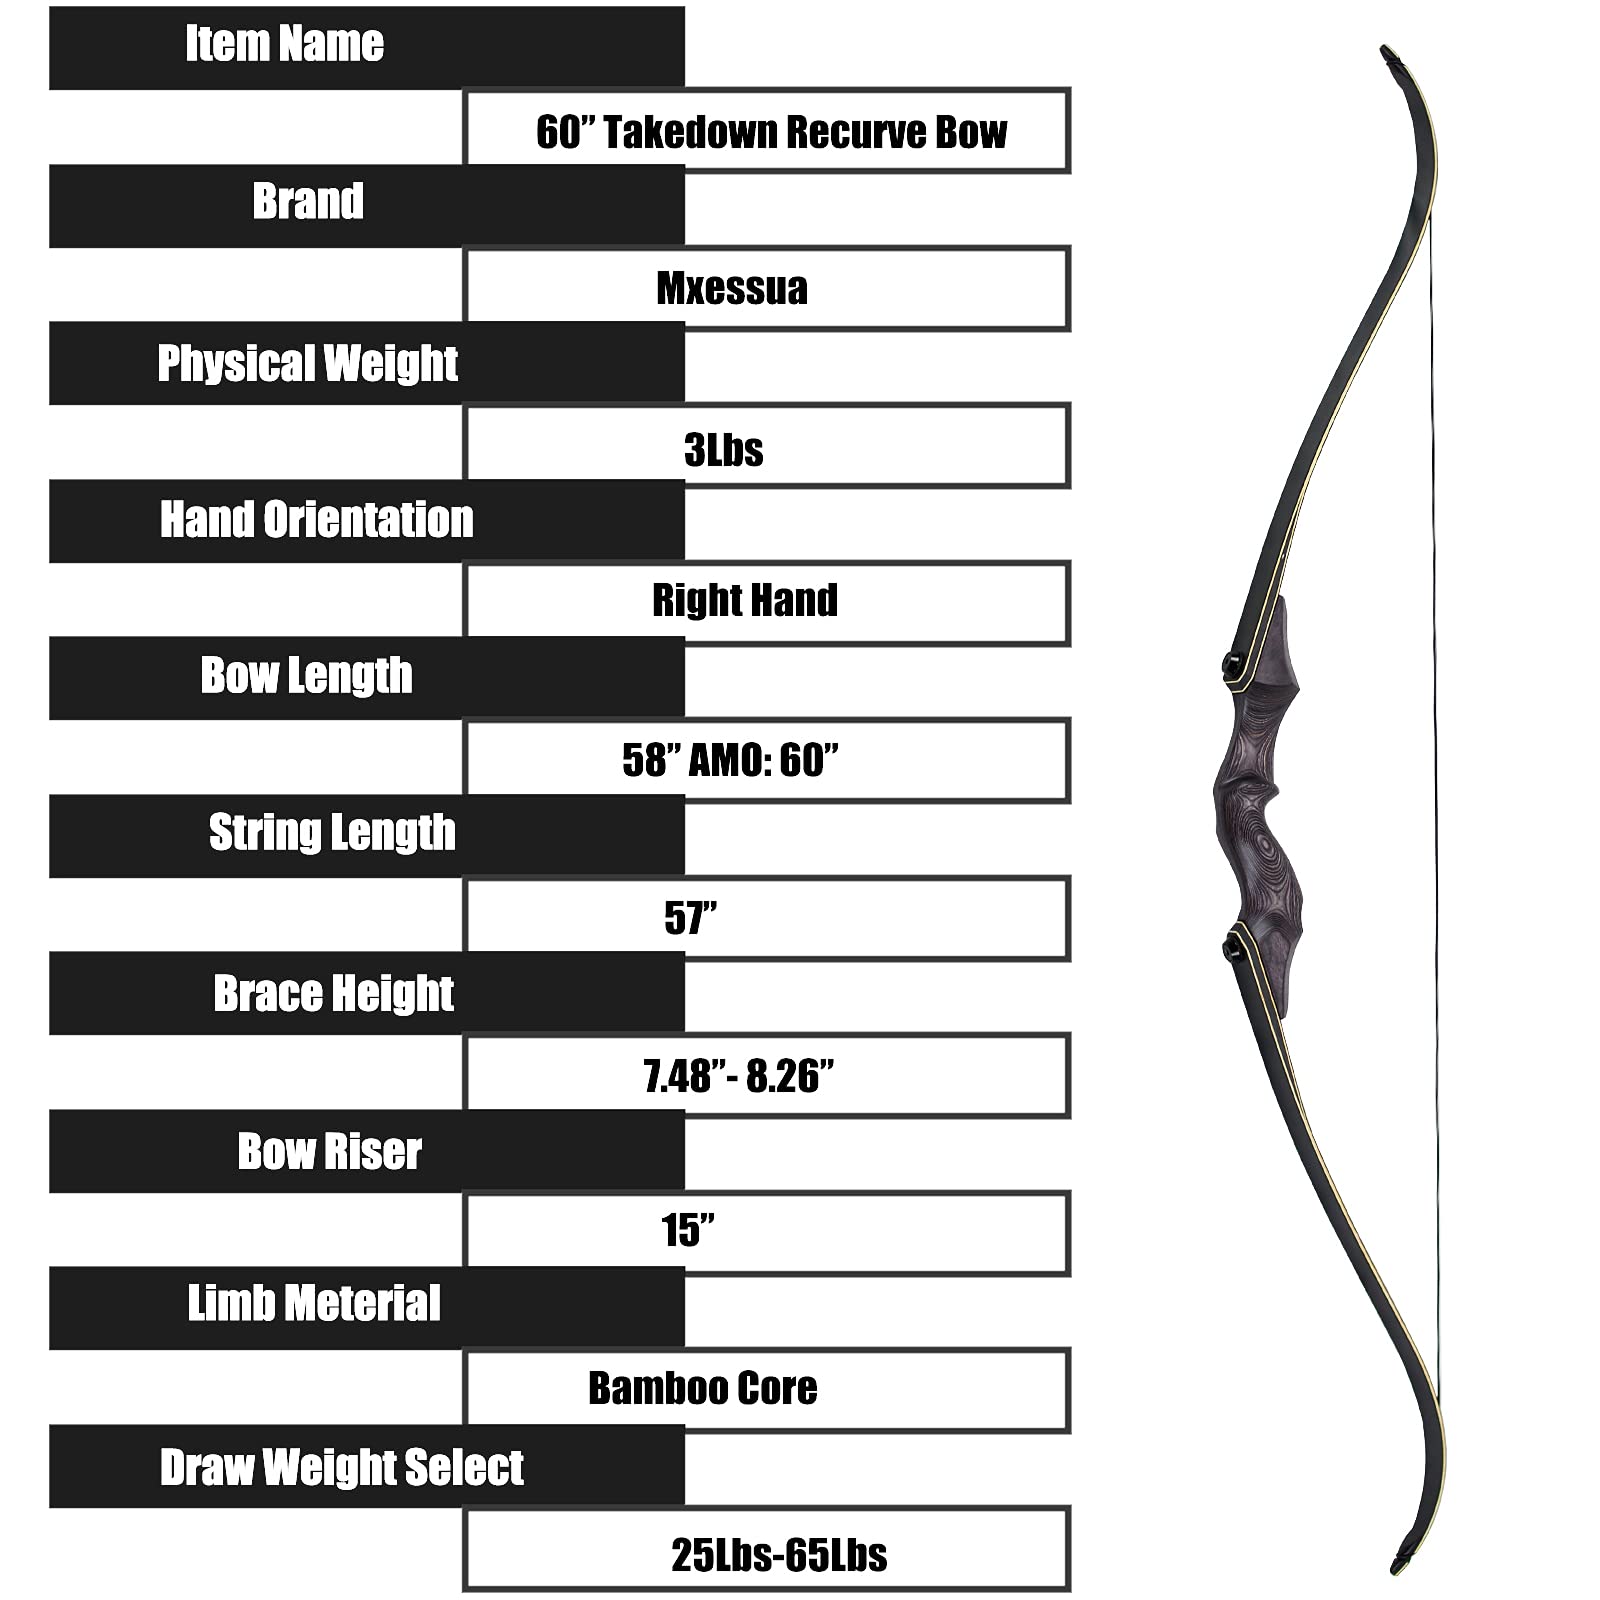 Item Name
60” Takedown Recurve Bow
Brand
Mxessua
Physical Weight
3Lbs
Hand Orientation
Right Hand
Bow Length
58” AMO: 60”
String Length
57”
Brace Height
7.48”- 8.26”
Bow Riser
15”
Limb Meterial
Bamboo Core
Draw Weight Select
25Lbs-65Lbs